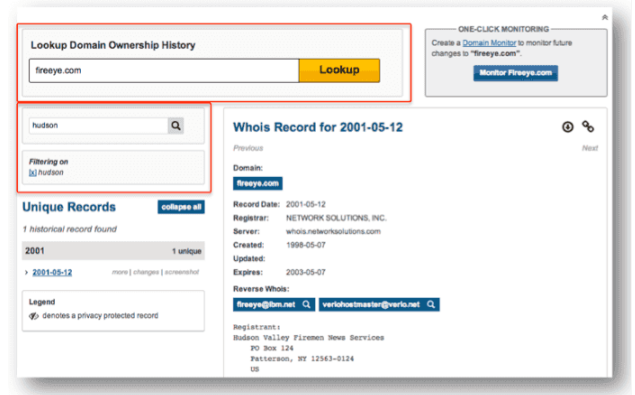 Lookup Domain Ownership History
fireeye.com
Lookup
ONE-CLICK MONITORING
Create a Domain Monitor to monitor future
changes to "fireeye.com".
Monitor Fireeye.com
hudson
Filtering on
[x] hudson
Unique Records
collapse all
1 historical record found
2001 1 unique
› 2001-05-12 more | changes | screenshot
Legend
denotes a privacy protected record
Whois Record for 2001-05-12
Previous Next
Domain:
fireeye.com
Record Date: 2001-05-12
Registrar: NETWORK SOLUTIONS, INC.
Server: whois.networksolutions.com
Created: 1998-05-07
Updated:
Expires: 2003-05-07
Reverse Whois:
fireeye@ibm.net veriohostmaster@verio.net
Registrant:
Hudson Valley Firemen News Services
PO Box 124
Patterson, NY 12563-0124
US